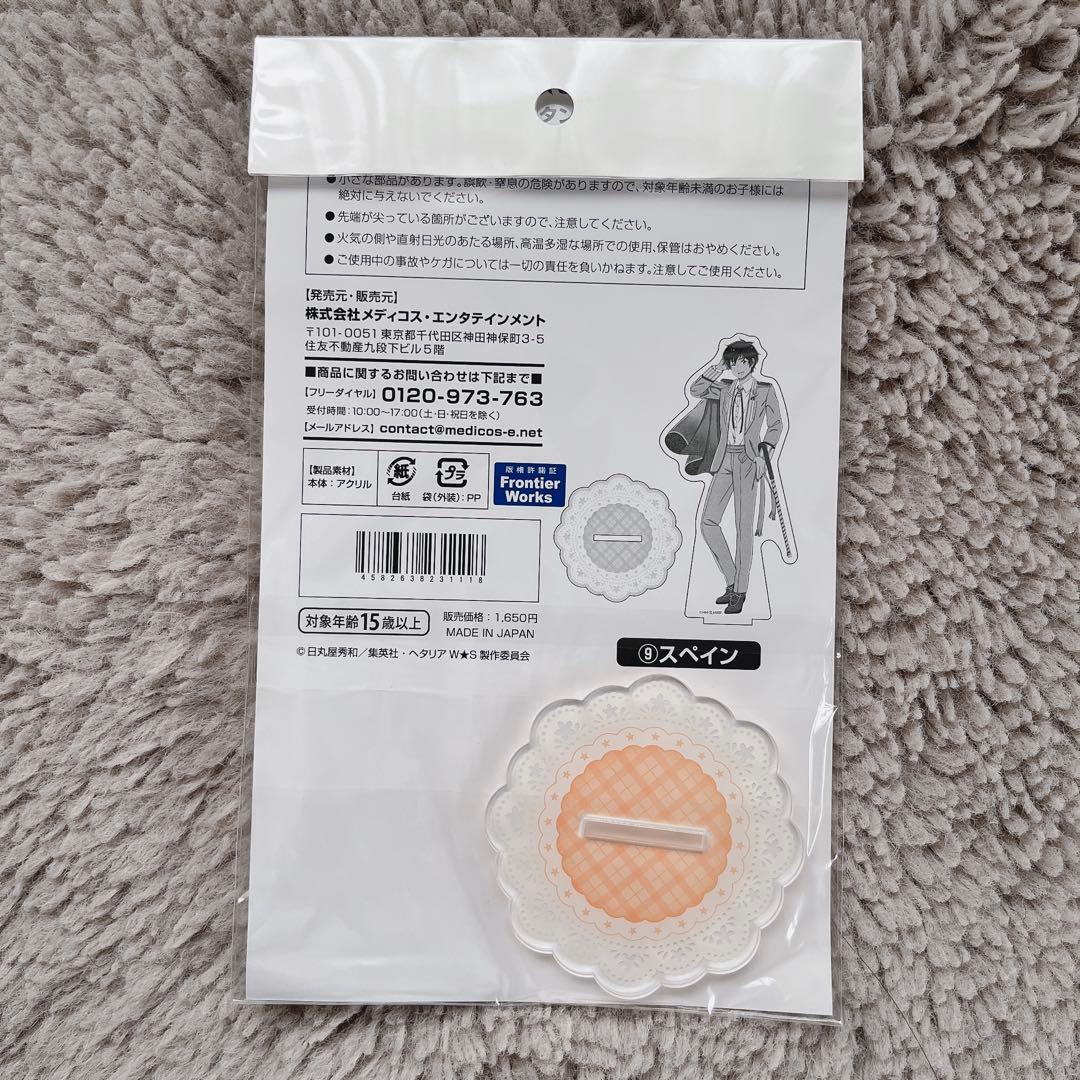 タン
●小さな部品があります。誤飲・窒息の危険がありますので、対象年齢未満のお子様には
絶対に与えないでください。
●先端が尖っている箇所がございますので、注意してください。
●火気の側や直射日光のあたる場所、高温多湿な場所での使用、保管はおやめください。
●ご使用中の事故やケガについては一切の責任を負いかねます。注意してご使用ください。
【発売元・販売元】
株式会社メディコス・エンタテインメント
〒101-0051 東京都千代田区神田神保町3-5
住友不動産九段下ビル5階
■商品に関するお問い合わせは下記まで■
【フリーダイヤル】0120-973-763
受付時間：10:00〜17:00（土・日・祝日を除く）
【メールアドレス】contact@medicos-e.net
【製品素材】
本体：アクリル
紙
台紙
プラ
袋（外装）：PP
版権許諾証
Frontier
Works
4582638231118
対象年齢15歳以上
販売価格：1,650円
MADE IN JAPAN
©日丸屋秀和／集英社・ヘタリア W★S 製作委員会
⑨スペイン